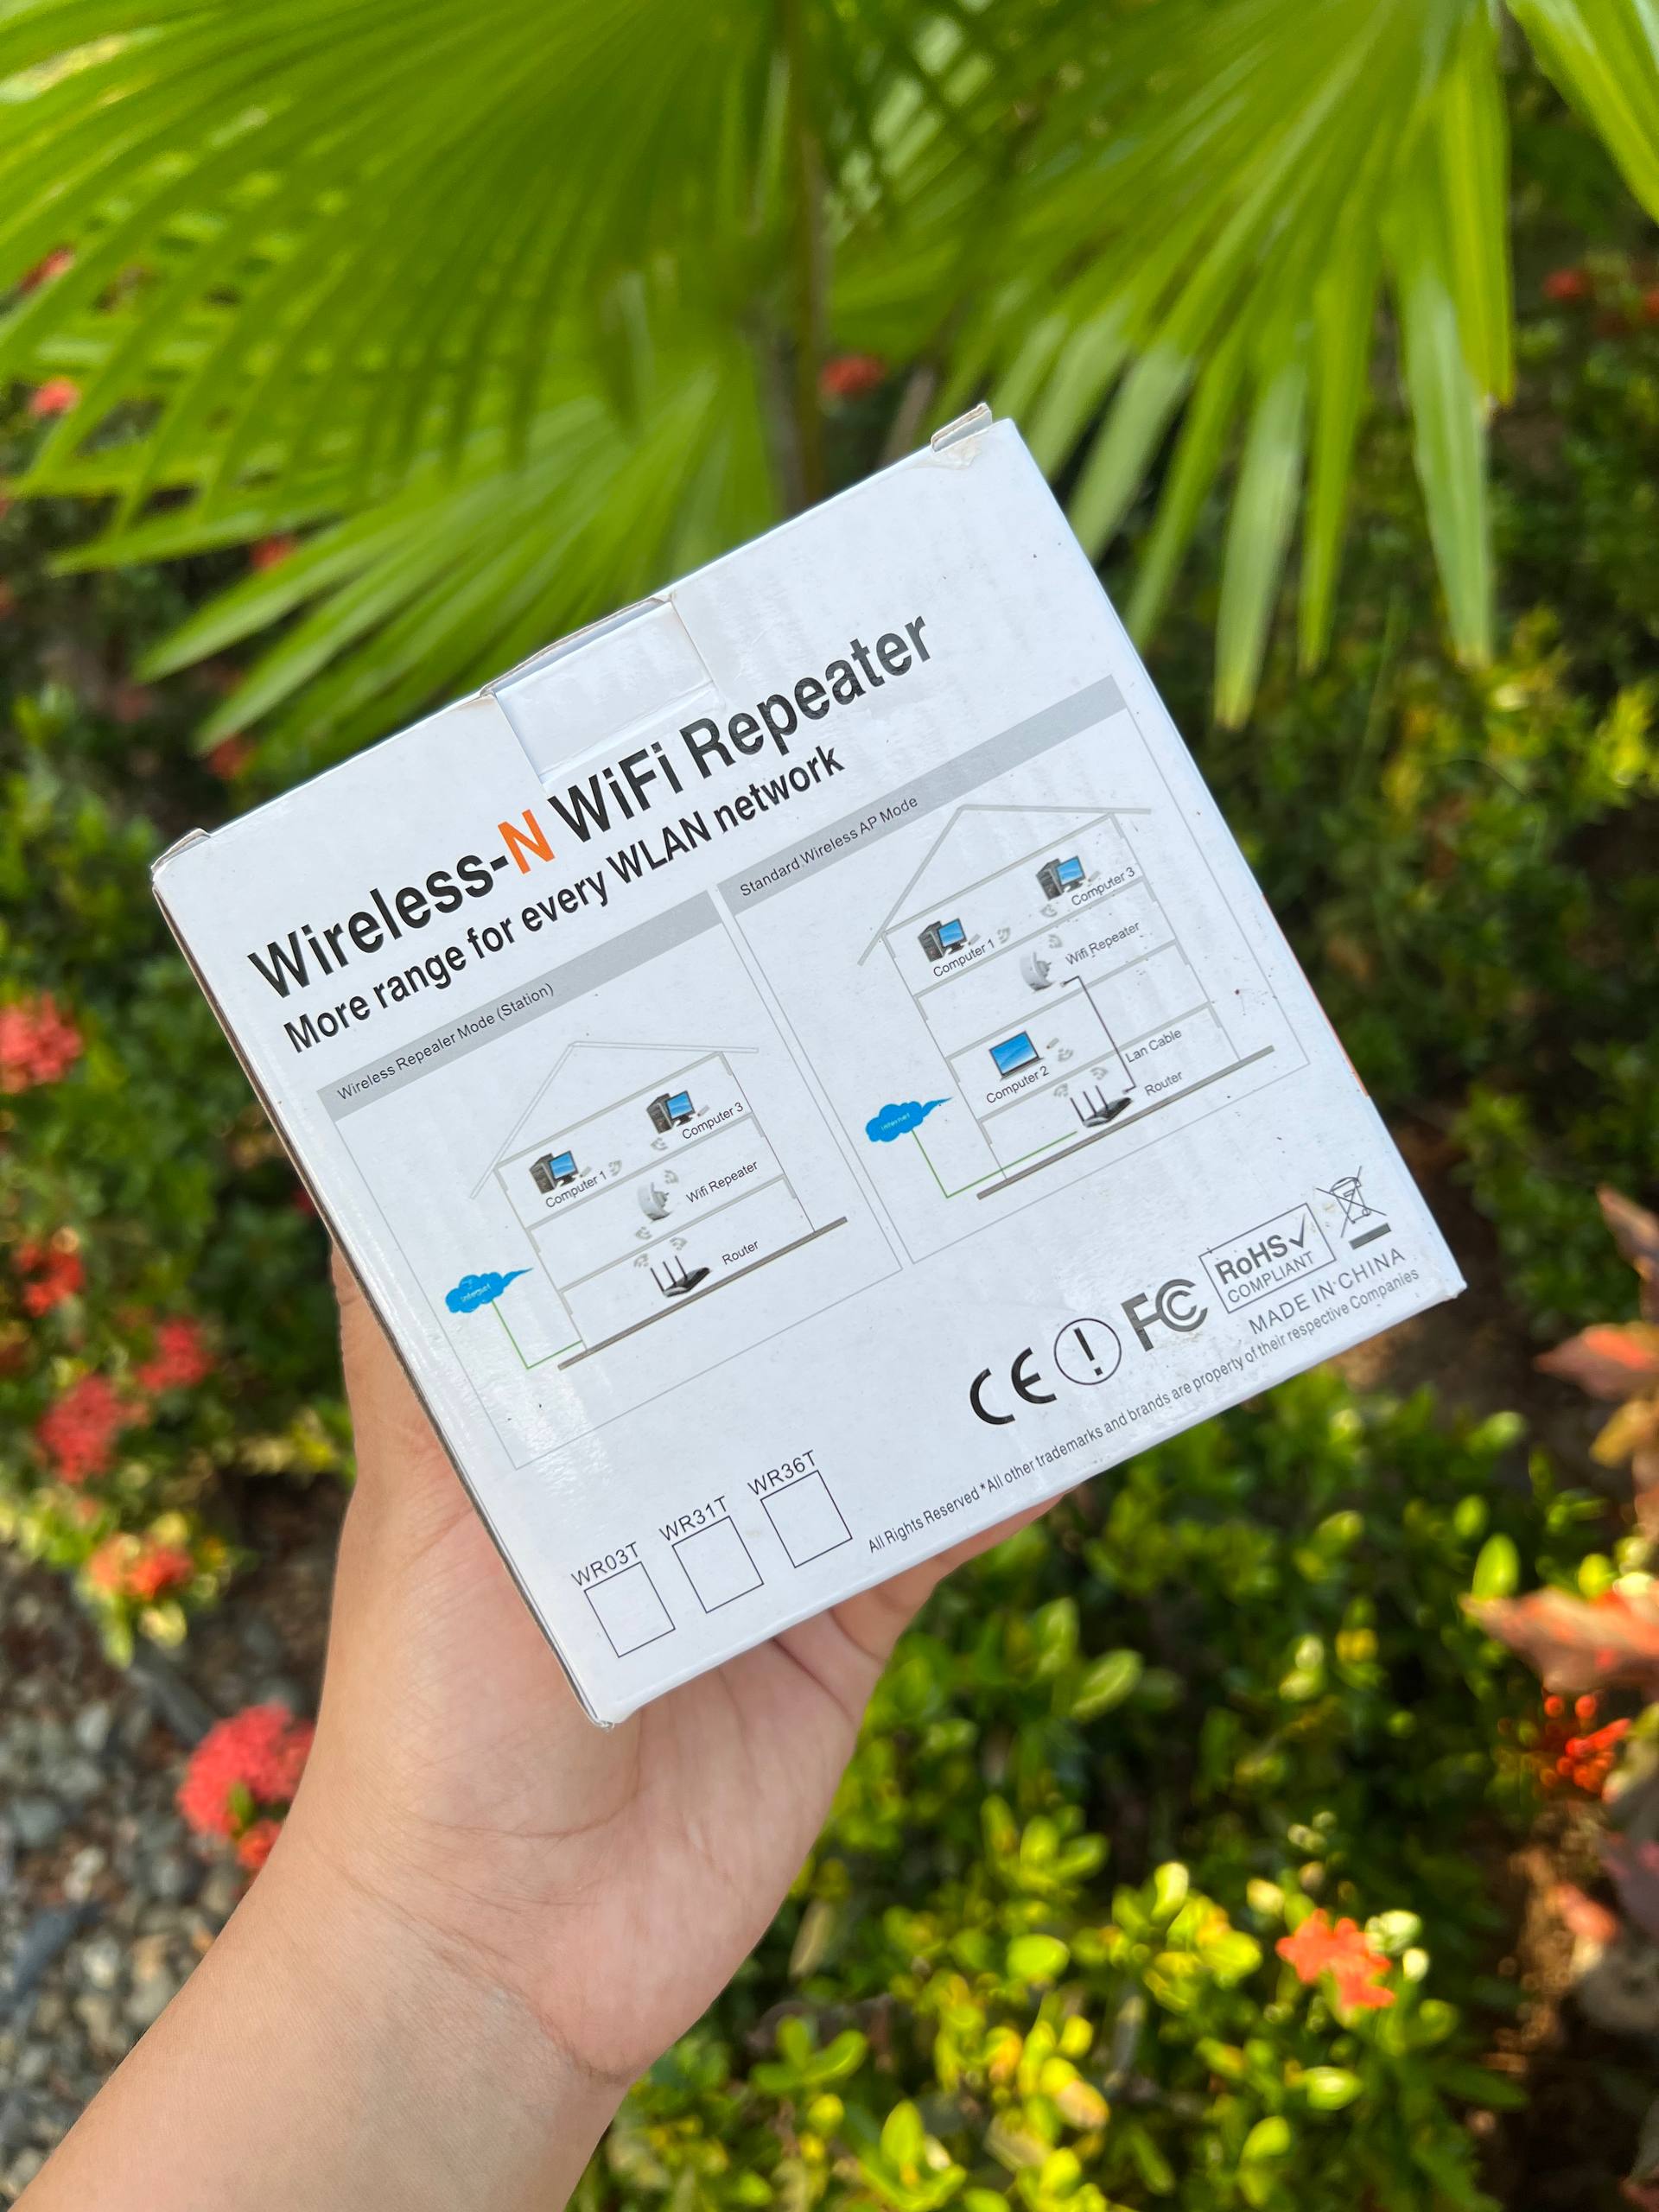 Wireless-N WiFi Repeater
More range for every WLAN network
Wireless Repealer Mode (Station)
Computer 3
Computer 1
Wifi Repeater
Router
Standard Wireless AP Mode
Computer 3
Computer 1
Wifi Repeater
Computer 2
Lan Cable
Router
WR03T
WR31T
WR36T
CE
FC
RoHS
COMPLIANT
MADE IN CHINA
All Rights Reserved *All other trademarks and brands are property of their respective Companies